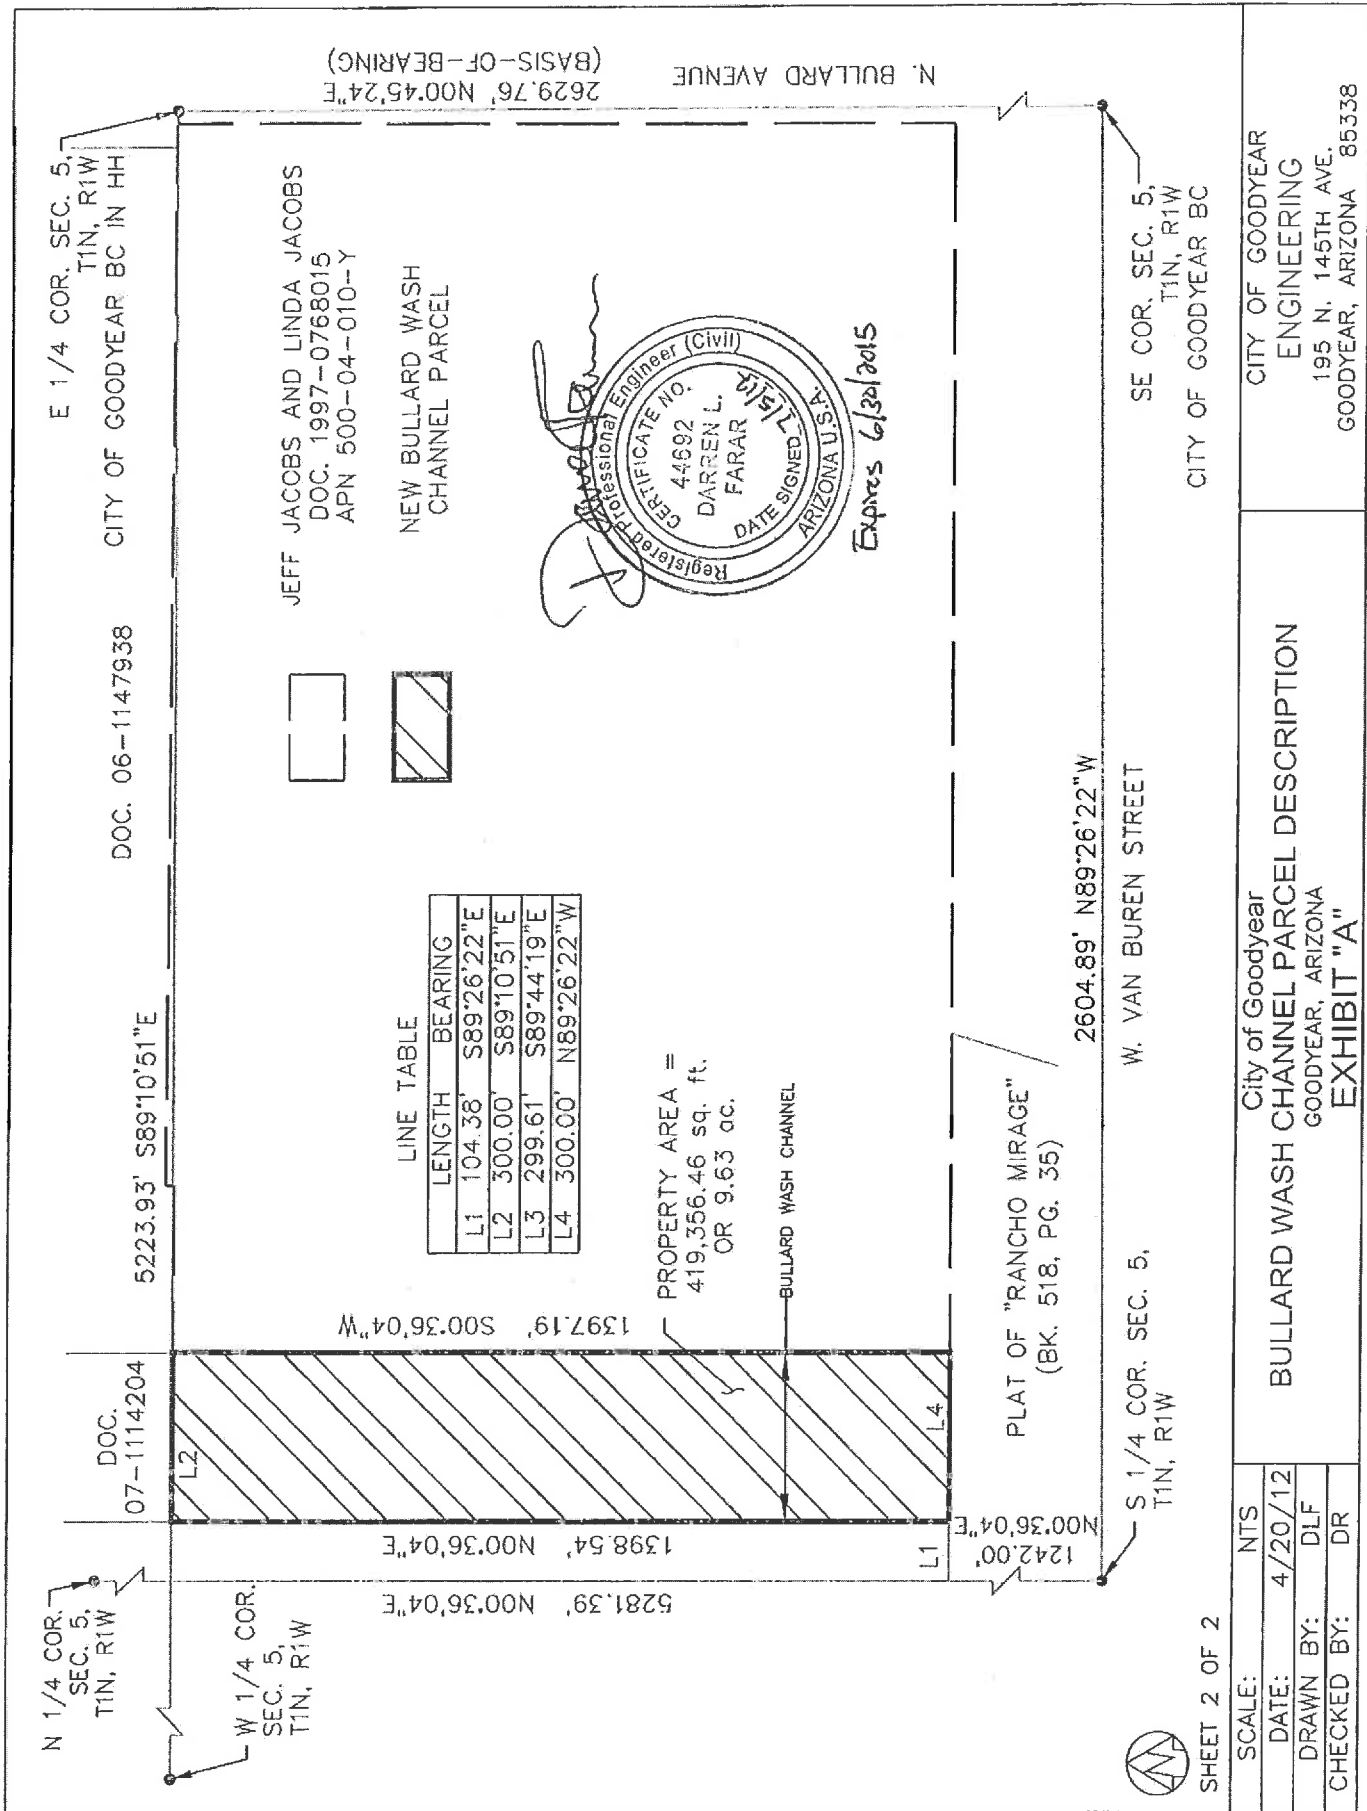 N 1/4 COR.
SEC. 5,
T1N, R1W
W 1/4 COR.
SEC. 5,
T1N, R1W
DOC.
07-1114204
5223.93' S89°10'51"E
DOC. 06-1147938
E 1/4 COR. SEC. 5,
T1N, R1W
CITY OF GOODYEAR BC IN HH
JEFF JACOBS AND LINDA JACOBS
DOC. 1997-0768015
APN 500-04-010-Y
NEW BULLARD WASH
CHANNEL PARCEL
2629.76' N00°45'24"E
(BASIS-OF-BEARING)
N. BULLARD AVENUE
LINE TABLE
LENGTH BEARING
L1 104.38' S89°26'22"E
L2 300.00' S89°10'51"E
L3 299.61' S89°44'19"E
L4 300.00' N89°26'22"W
L2
5281.39' N00°36'04"E
1398.54' N00°36'04"E
1397.19' S00°36'04"W
PROPERTY AREA =
419,356.46 sq. ft.
OR 9.63 ac.
BULLARD WASH CHANNEL
L1
L4
1242.00'
N00°36'04"E
Registered Professional Engineer (Civil)
CERTIFICATE NO.
44692
DARREN L.
FARAR
DATE SIGNED
ARIZONA U.S.A.
Expires 6/30/2015
PLAT OF "RANCHO MIRAGE"
(BK. 518, PG. 35)
2604.89' N89°26'22"W
W. VAN BUREN STREET
S 1/4 COR. SEC. 5,
T1N, R1W
SE COR. SEC. 5,
T1N, R1W
CITY OF GOODYEAR BC
SHEET 2 OF 2
SCALE: NTS
DATE: 4/20/12
DRAWN BY: DLF
CHECKED BY: DR
City of Goodyear
BULLARD WASH CHANNEL PARCEL DESCRIPTION
GOODYEAR, ARIZONA
EXHIBIT "A"
CITY OF GOODYEAR
ENGINEERING
195 N. 145TH AVE.
GOODYEAR, ARIZONA 85338